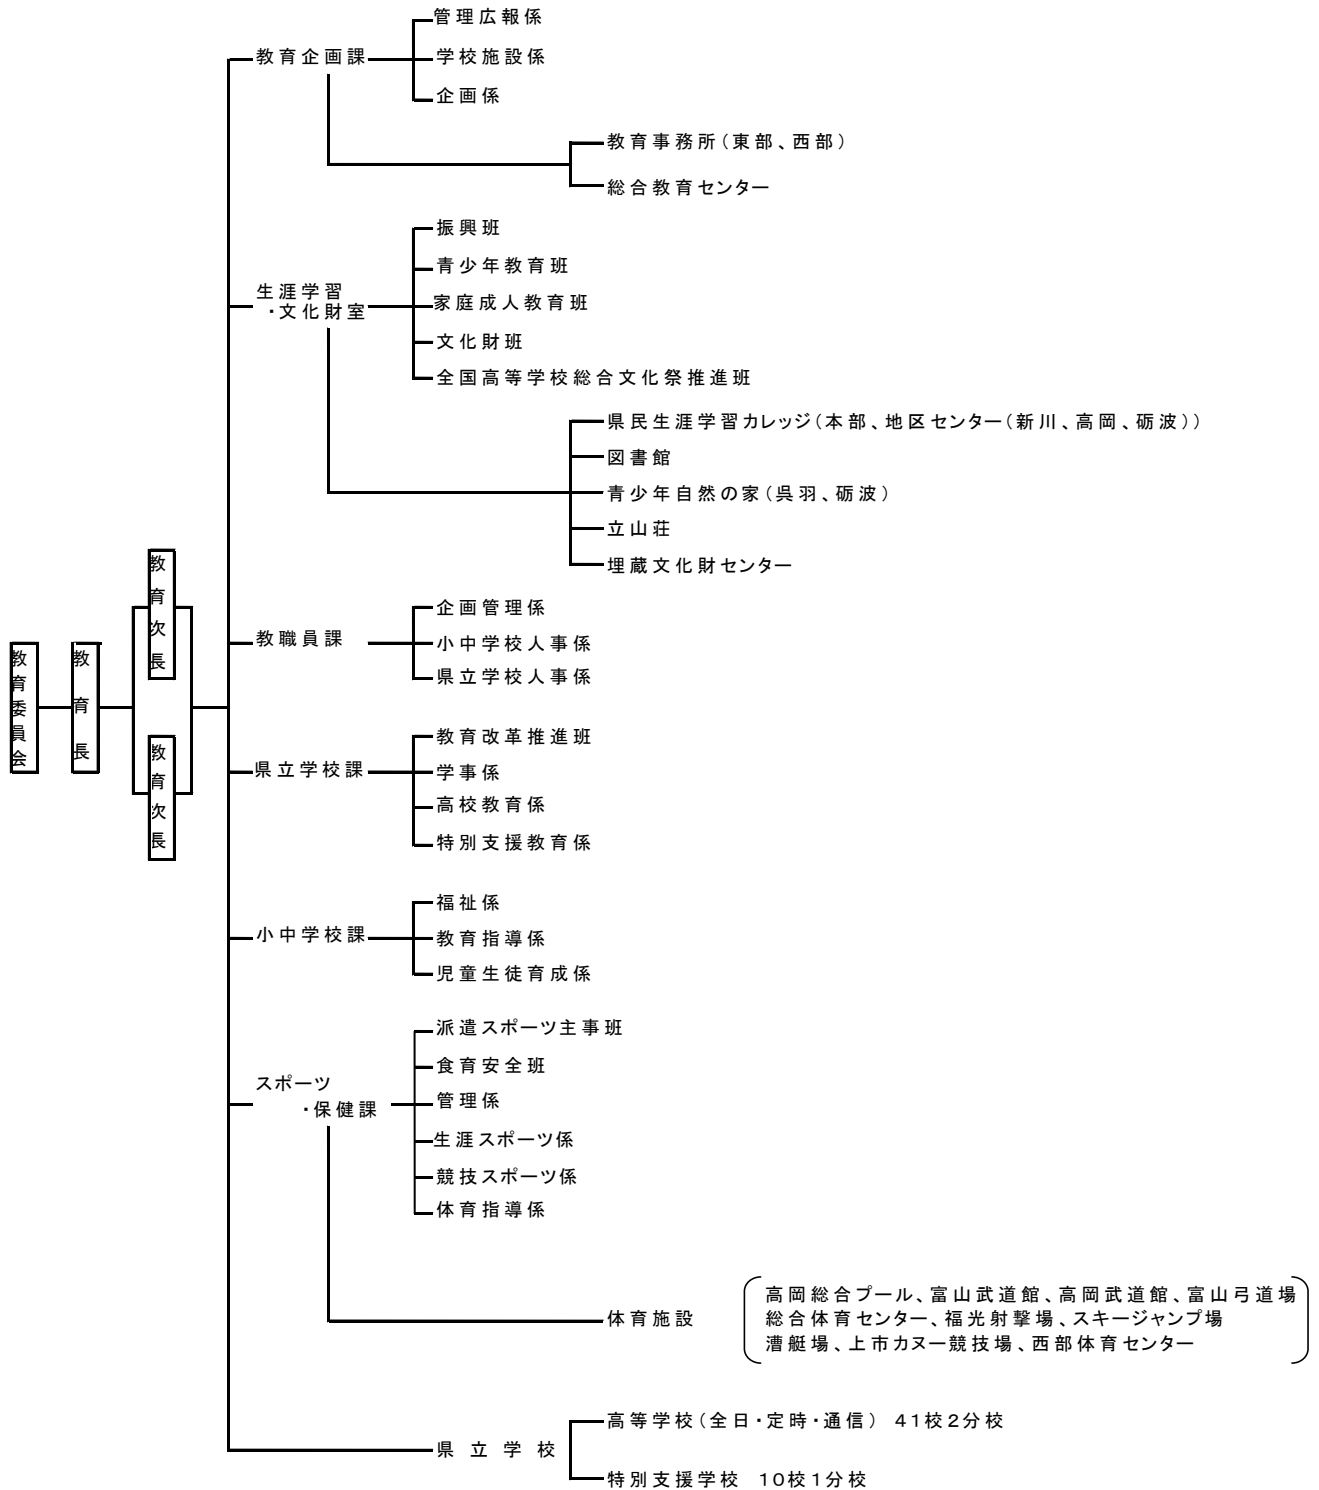 管理広報係
教育企画課
学校施設係
企画係
教育事務所(東部、西部)
総合教育センター
振興班
青少年教育班
生涯学習
・文化財室
家庭成人教育班
文化財班
全国高等学校総合文化祭推進班
県民生涯学習カレッジ(本部、地区センター(新川、高岡、砺波))
図書館
青少年自然の家(呉羽、砺波)
立山荘
埋蔵文化財センター
教育委員会
教育長
教育次長
教育次長
教職員課
企画管理係
小中学校人事係
県立学校人事係
県立学校課
教育改革推進班
学事係
高校教育係
特別支援教育係
小中学校課
福祉係
教育指導係
児童生徒育成係
スポーツ
・保健課
派遣スポーツ主事班
食育安全班
管理係
生涯スポーツ係
競技スポーツ係
体育指導係
体育施設
高岡総合プール、富山武道館、高岡武道館、富山弓道場
総合体育センター、福光射撃場、スキージャンプ場
漕艇場、上市カヌー競技場、西部体育センター
県立学校
高等学校(全日・定時・通信) 41校2分校
特別支援学校 10校1分校